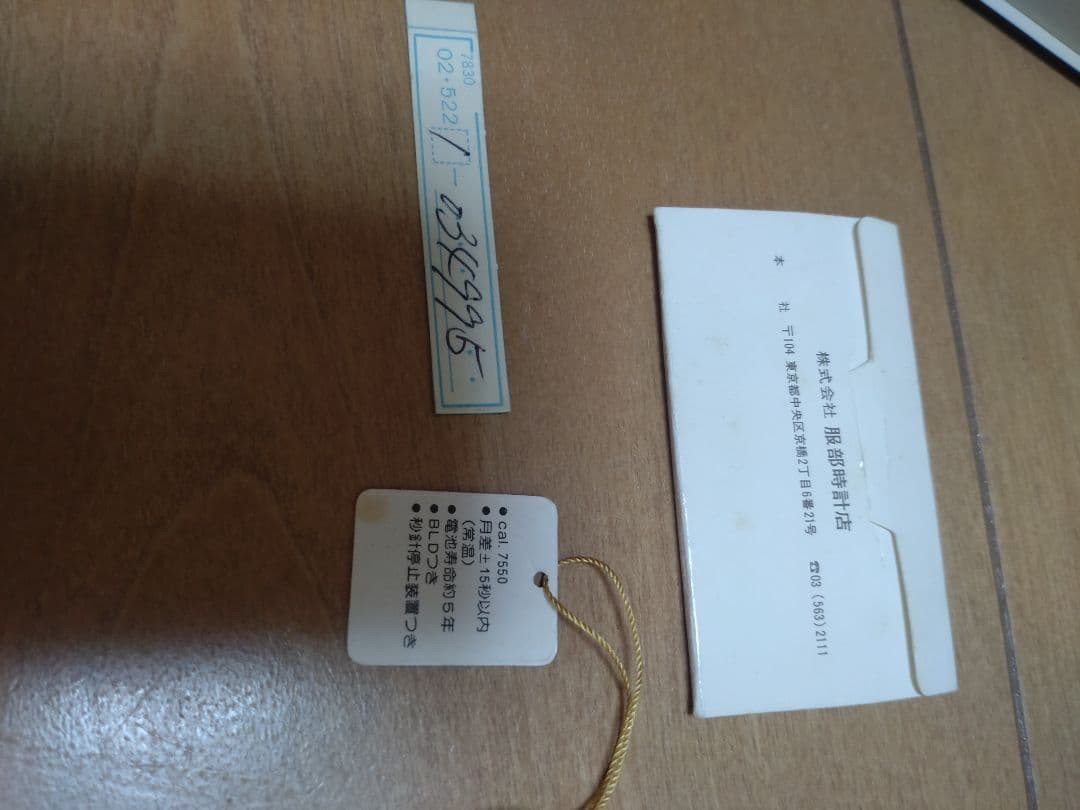 7830
02・522 1 - 034995
● cal. 7550
● 月差±15秒以内
(常温)
● 電池寿命約5年
● BLDつき
● 秒針停止装置つき
株式会社 服部時計店
本 社 〒104 東京都中央区京橋2丁目6番21号 ☎03 (563) 2111